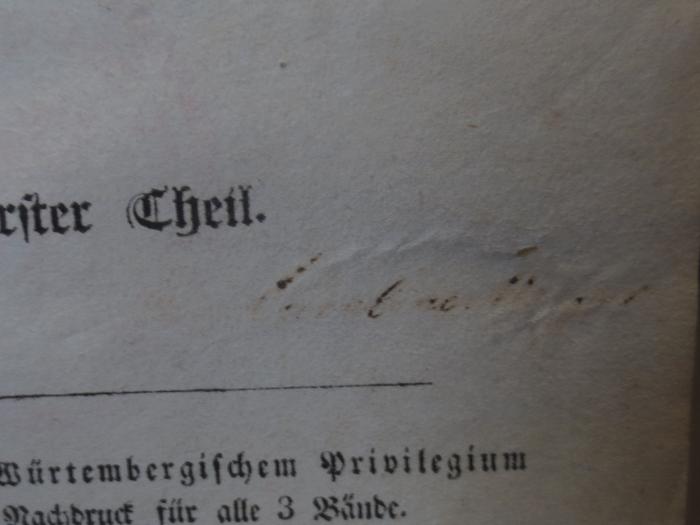 rſter Theil.
Würtembergiſchem Privilegium
Nachdruck für alle 3 Bände.